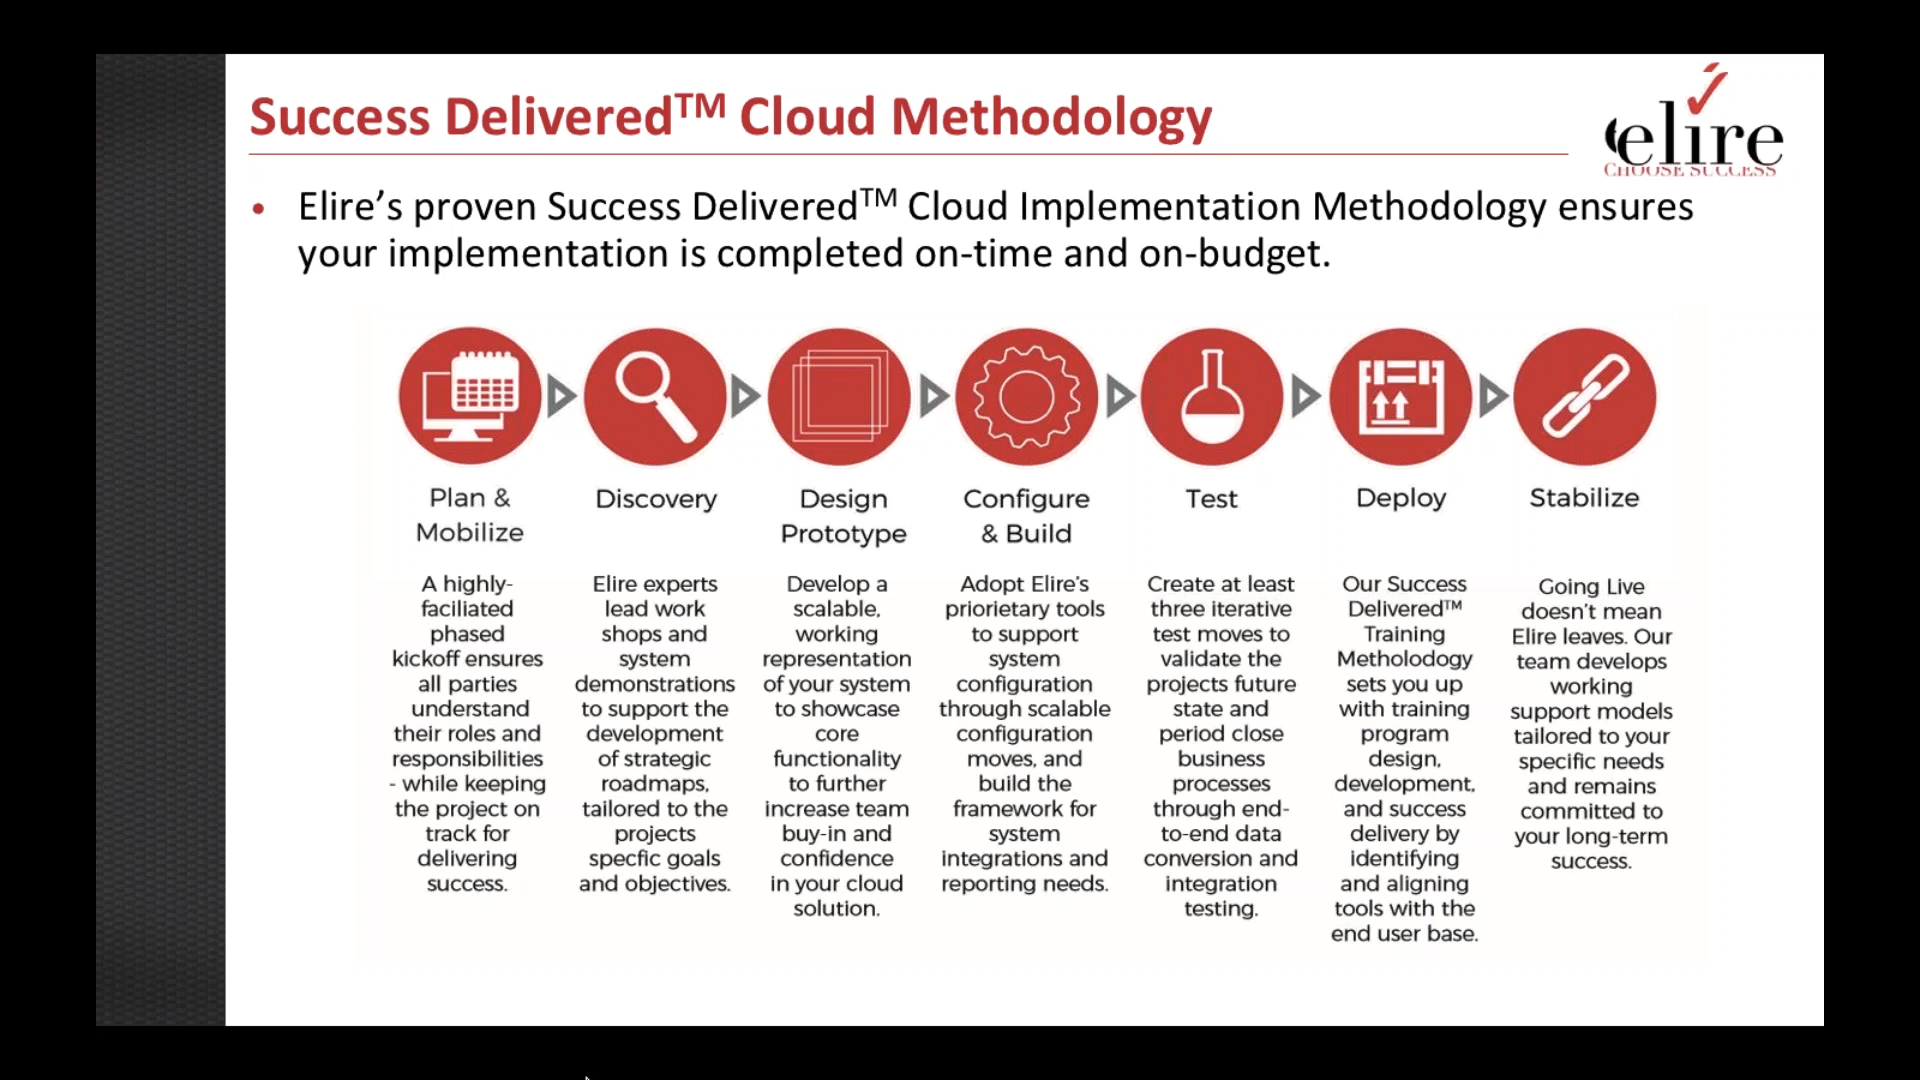 Success Delivered™ Cloud Methodology
elire
CHOOSE SUCCESS
• Elire’s proven Success Delivered™ Cloud Implementation Methodology ensures
your implementation is completed on-time and on-budget.
Plan &
Mobilize
A highly-
faciliated
phased
kickoff ensures
all parties
understand
their roles and
responsibilities
- while keeping
the project on
track for
delivering
success.
Discovery
Elire experts
lead work
shops and
system
demonstrations
to support the
development
of strategic
roadmaps,
tailored to the
projects
specfic goals
and objectives.
Design
Prototype
Develop a
scalable,
working
representation
of your system
to showcase
core
functionality
to further
increase team
buy-in and
confidence
in your cloud
solution.
Configure
& Build
Adopt Elire’s
priorietary tools
to support
system
configuration
through scalable
configuration
moves, and
build the
framework for
system
integrations and
reporting needs.
Test
Create at least
three iterative
test moves to
validate the
projects future
state and
period close
business
processes
through end-
to-end data
conversion and
integration
testing.
Deploy
Our Success
Delivered™
Training
Metholodogy
sets you up
with training
program
design,
development,
and success
delivery by
identifying
and aligning
tools with the
end user base.
Stabilize
Going Live
doesn’t mean
Elire leaves. Our
team develops
working
support models
tailored to your
specific needs
and remains
committed to
your long-term
success.